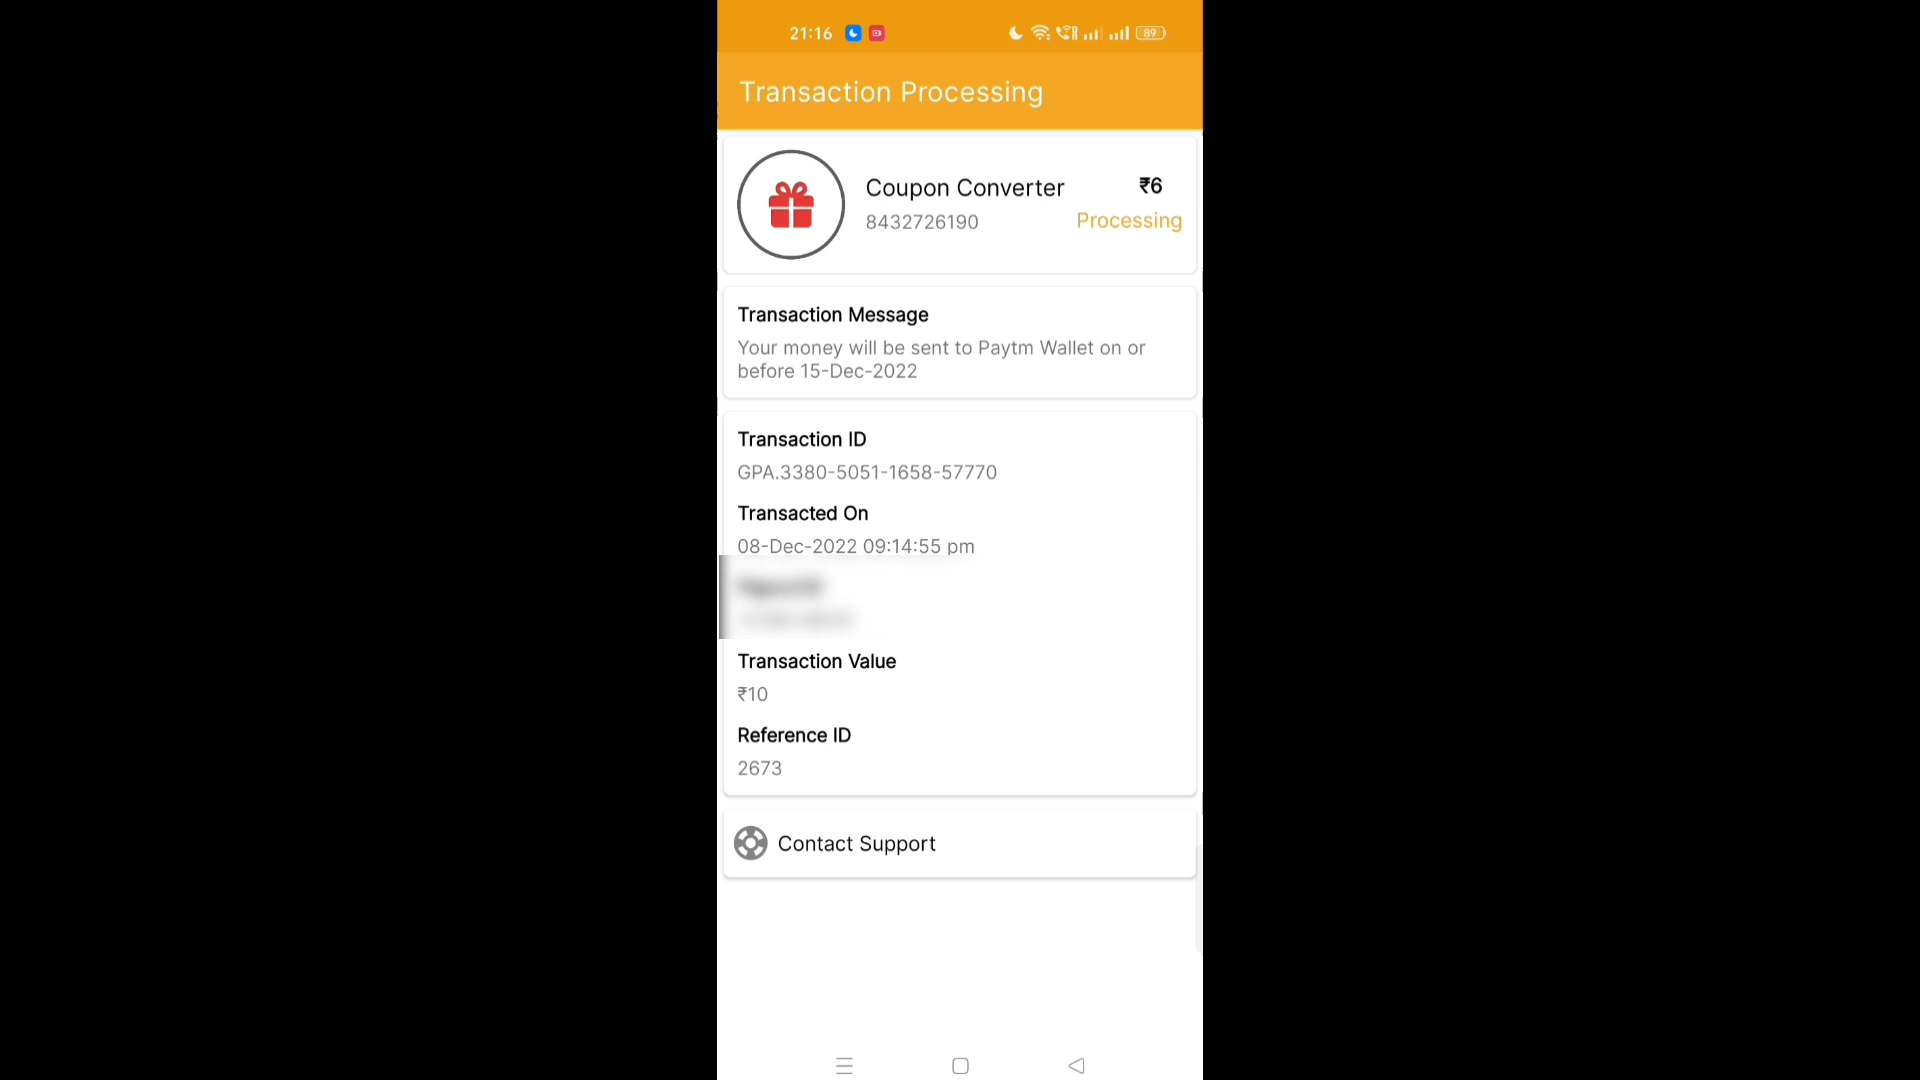 21:16
89
Transaction Processing
Coupon Converter
₹6
8432726190
Processing
Transaction Message
Your money will be sent to Paytm Wallet on or
before 15-Dec-2022
Transaction ID
GPA.3380-5051-1658-57770
Transacted On
08-Dec-2022 09:14:55 pm
Transaction Value
₹10
Reference ID
2673
Contact Support